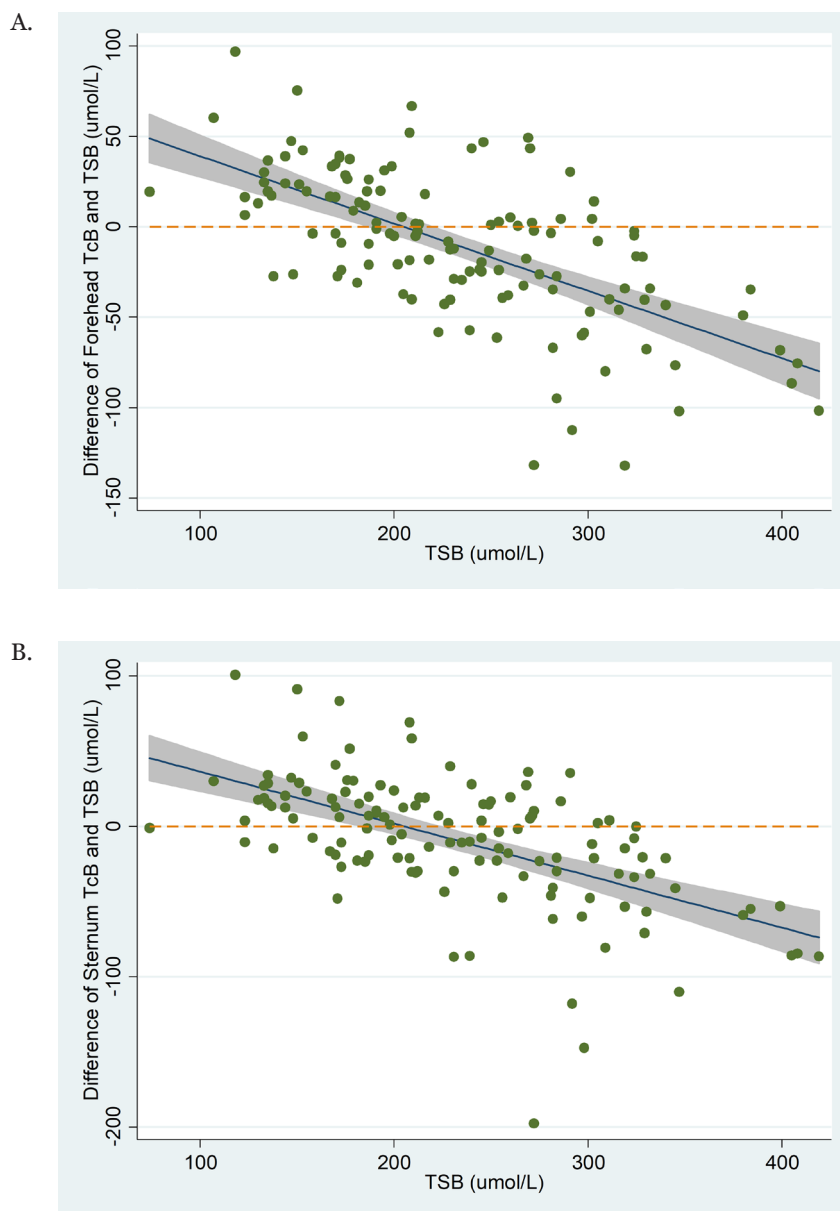 A.
Difference of Forehead TcB and TSB (umol/L)
100
50
0
-50
-100
-150
100 200 300 400
TSB (umol/L)
B.
Difference of Sternum TcB and TSB (umol/L)
100
0
-100
-200
100 200 300 400
TSB (umol/L)